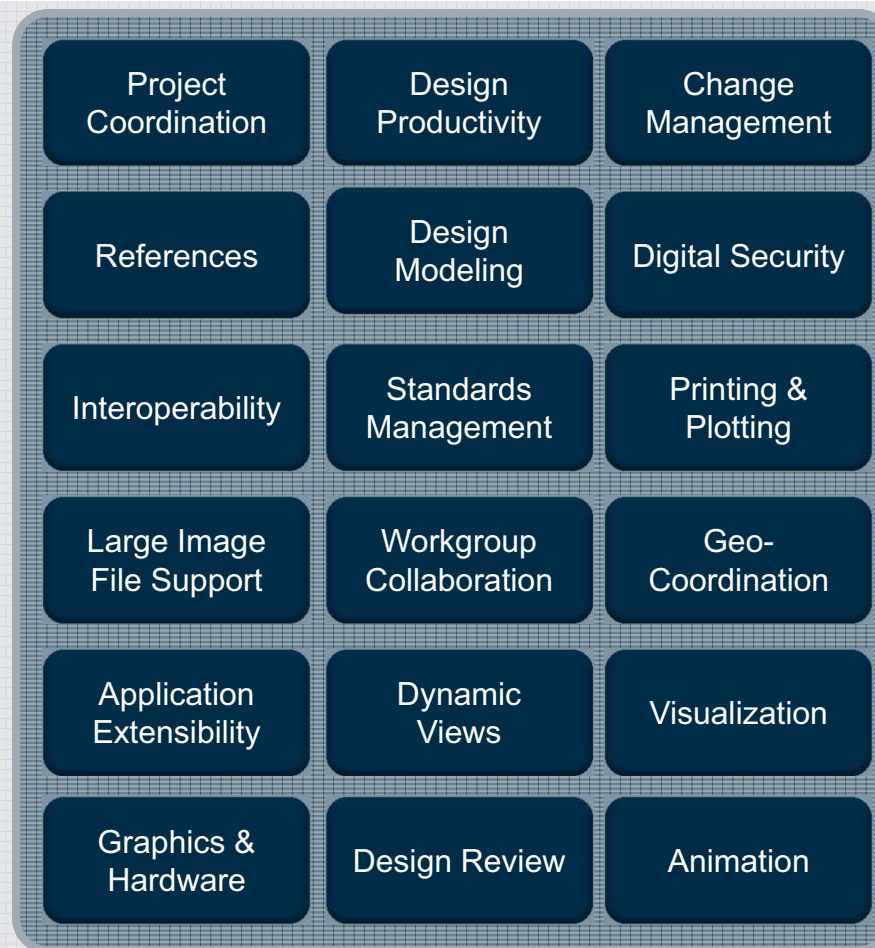 Project
Coordination
Design
Productivity
Change
Management
References
Design
Modeling
Digital Security
Interoperability
Standards
Management
Printing &
Plotting
Large Image
File Support
Workgroup
Collaboration
Geo-
Coordination
Application
Extensibility
Dynamic
Views
Visualization
Graphics &
Hardware
Design Review
Animation